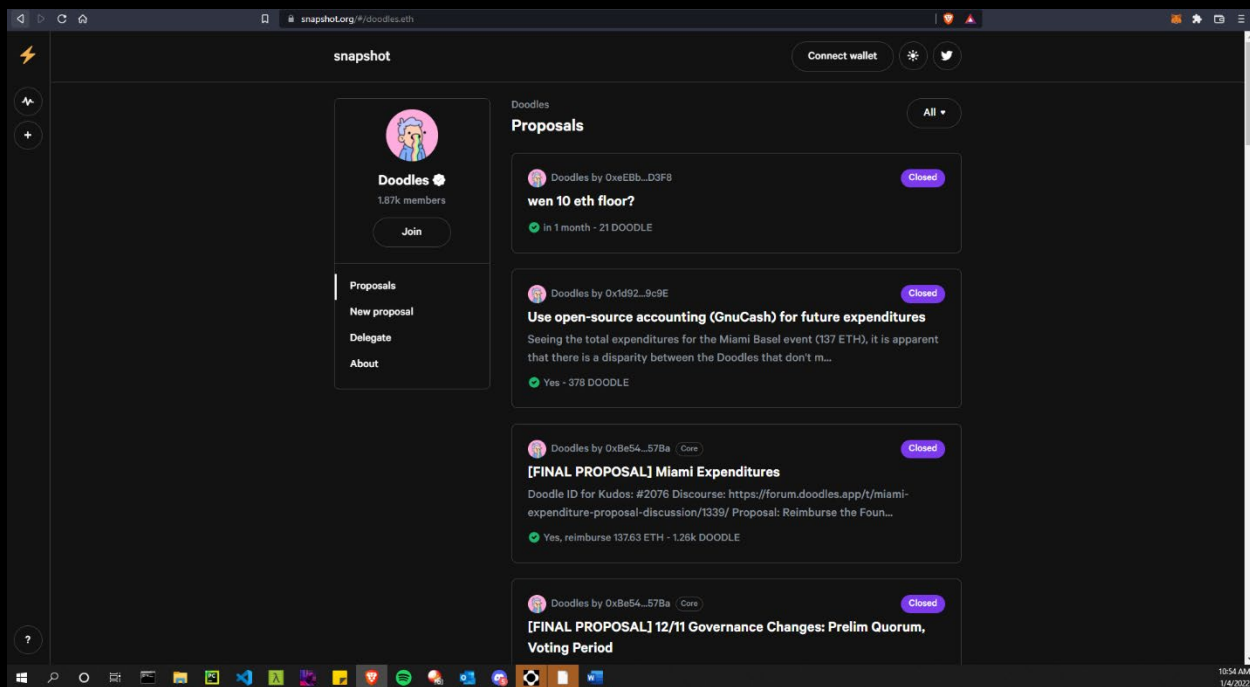 snapshot.org/#/doodles.eth
snapshot
Connect wallet
Doodles
1.87k members
Join
Proposals
New proposal
Delegate
About
Doodles
Proposals
All
Doodles by 0xeEBb...D3F8
Closed
wen 10 eth floor?
in 1 month - 21 DOODLE
Doodles by 0x1d92...9c9E
Closed
Use open-source accounting (GnuCash) for future expenditures
Seeing the total expenditures for the Miami Basel event (137 ETH), it is apparent
that there is a disparity between the Doodles that don't m...
Yes - 378 DOODLE
Doodles by 0xBe54...57Ba Core
Closed
[FINAL PROPOSAL] Miami Expenditures
Doodle ID for Kudos: #2076 Discourse: https://forum.doodles.app/t/miami-
expenditure-proposal-discussion/1339/ Proposal: Reimburse the Foun...
Yes, reimburse 137.63 ETH - 1.26k DOODLE
Doodles by 0xBe54...57Ba Core
Closed
[FINAL PROPOSAL] 12/11 Governance Changes: Prelim Quorum,
Voting Period
?
10:54 AM
1/4/2022